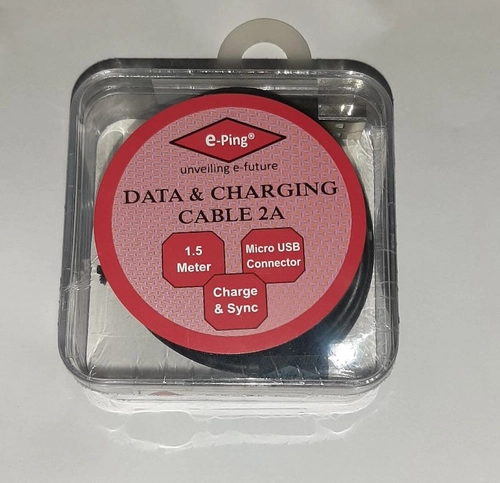 e-Ping®
unveiling e-future
DATA & CHARGING
CABLE 2A
1.5
Meter
Micro USB
Connector
Charge
& Sync